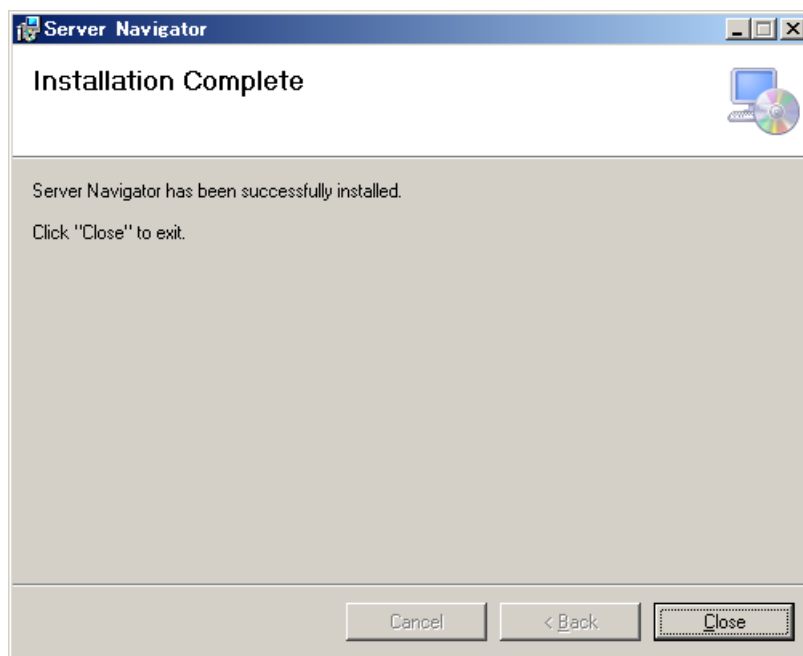 Server Navigator
Installation Complete
Server Navigator has been successfully installed.
Click "Close" to exit.
Cancel
< Back
Close